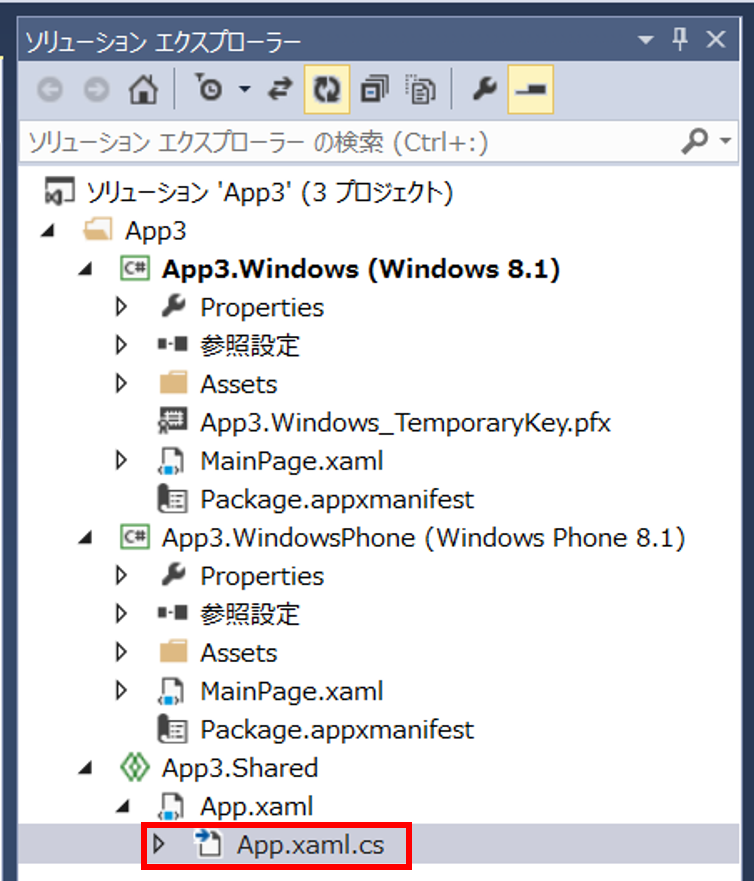 ソリューション エクスプローラー
ソリューション エクスプローラー の検索 (Ctrl+:)
ソリューション 'App3' (3 プロジェクト)
App3
C# App3.Windows (Windows 8.1)
Properties
参照設定
Assets
App3.Windows_TemporaryKey.pfx
MainPage.xaml
Package.appxmanifest
C# App3.WindowsPhone (Windows Phone 8.1)
Properties
参照設定
Assets
MainPage.xaml
Package.appxmanifest
App3.Shared
App.xaml
App.xaml.cs